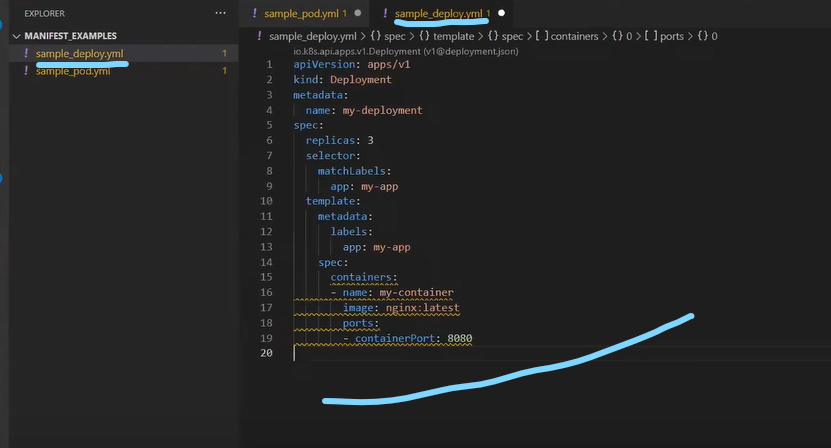 EXPLORER ...
MANIFEST_EXAMPLES
! sample_deploy.yml 1
! sample_pod.yml 1
! sample_pod.yml 1
! sample_deploy.yml 1
! sample_deploy.yml > {} spec > {} template > {} spec > [ ] containers > {} 0 > [ ] ports > {} 0
io.k8s.api.apps.v1.Deployment (v1@deployment.json)
1 apiVersion: apps/v1
2 kind: Deployment
3 metadata:
4 name: my-deployment
5 spec:
6 replicas: 3
7 selector:
8 matchLabels:
9 app: my-app
10 template:
11 metadata:
12 labels:
13 app: my-app
14 spec:
15 containers:
16 - name: my-container
17 image: nginx:latest
18 ports:
19 - containerPort: 8080
20